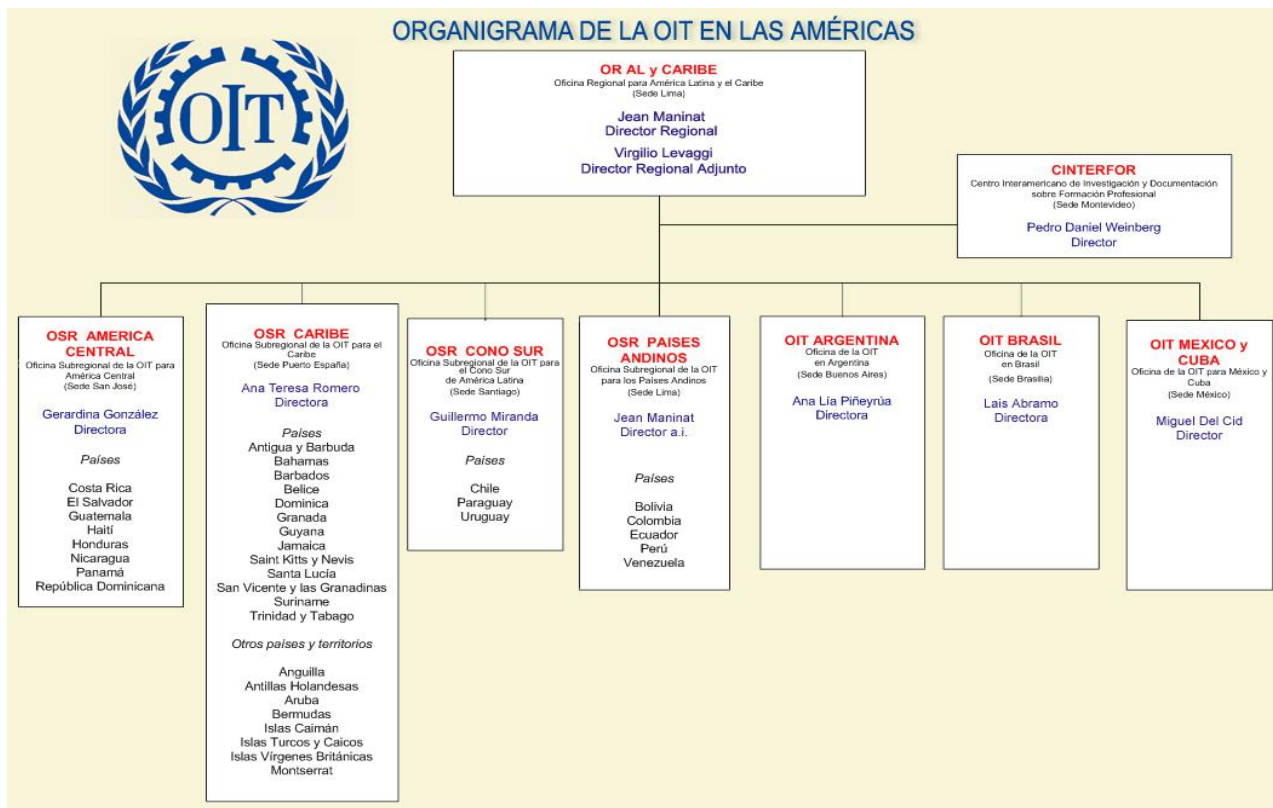 ORGANIGRAMA DE LA OIT EN LAS AMÉRICAS
OIT
OR AL y CARIBE
Oficina Regional para América Latina y el Caribe
(Sede Lima)
Jean Maninat
Director Regional
Virgilio Levaggi
Director Regional Adjunto
CINTERFOR
Centro Interamericano de Investigación y Documentación
sobre Formación Profesional
(Sede Montevideo)
Pedro Daniel Weinberg
Director
OSR AMERICA
CENTRAL
Oficina Subregional de la OIT para
América Central
(Sede San José)
Gerardina González
Directora
Países
Costa Rica
El Salvador
Guatemala
Haití
Honduras
Nicaragua
Panamá
República Dominicana
OSR CARIBE
Oficina Subregional de la OIT para el
Caribe
(Sede Puerto España)
Ana Teresa Romero
Directora
Países
Antigua y Barbuda
Bahamas
Barbados
Belice
Dominica
Granada
Guyana
Jamaica
Saint Kitts y Nevis
Santa Lucía
San Vicente y las Granadinas
Suriname
Trinidad y Tabago
Otros países y territorios
Anguilla
Antillas Holandesas
Aruba
Bermudas
Islas Caimán
Islas Turcos y Caicos
Islas Vírgenes Británicas
Montserrat
OSR CONO SUR
Oficina Subregional de la OIT para
el Cono Sur
de América Latina
(Sede Santiago)
Guillermo Miranda
Director
Paises
Chile
Paraguay
Uruguay
OSR PAISES
ANDINOS
Oficina Subregional de la OIT
para los Países Andinos
(Sede Lima)
Jean Maninat
Director a.i.
Países
Bolivia
Colombia
Ecuador
Perú
Venezuela
OIT ARGENTINA
Oficina de la OIT
en Argentina
(Sede Buenos Aires)
Ana Lía Piñeyrúa
Directora
OIT BRASIL
Oficina de la OIT
en Brasil
(Sede Brasilia)
Lais Abramo
Directora
OIT MEXICO y
CUBA
Oficina de la OIT para México y
Cuba
(Sede México)
Miguel Del Cid
Director